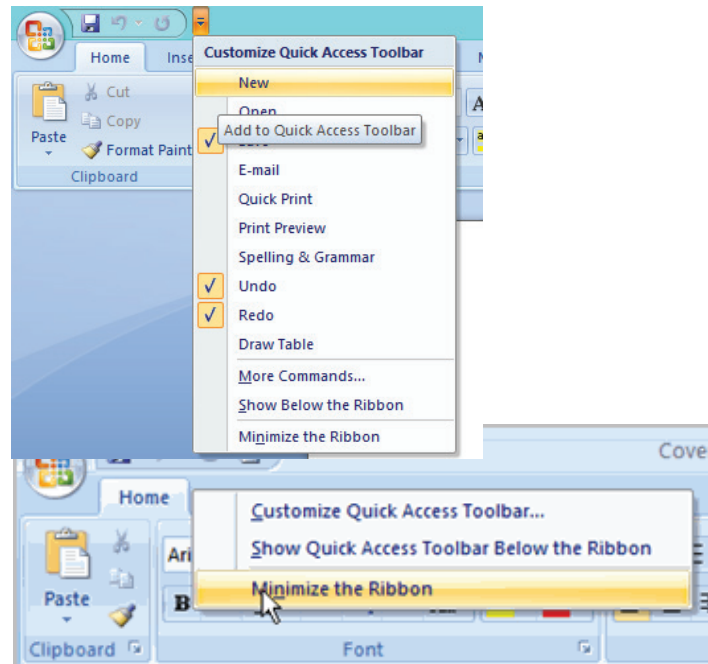 Home Inse
Customize Quick Access Toolbar
New
Open
Add to Quick Access Toolbar
E-mail
Quick Print
Print Preview
Spelling & Grammar
Undo
Redo
Draw Table
More Commands...
Show Below the Ribbon
Minimize the Ribbon
Cut
Copy
Paste
Format Paint
Clipboard
Cove
Home
Customize Quick Access Toolbar...
Show Quick Access Toolbar Below the Ribbon
Minimize the Ribbon
Ari
Paste
B
Clipboard
Font